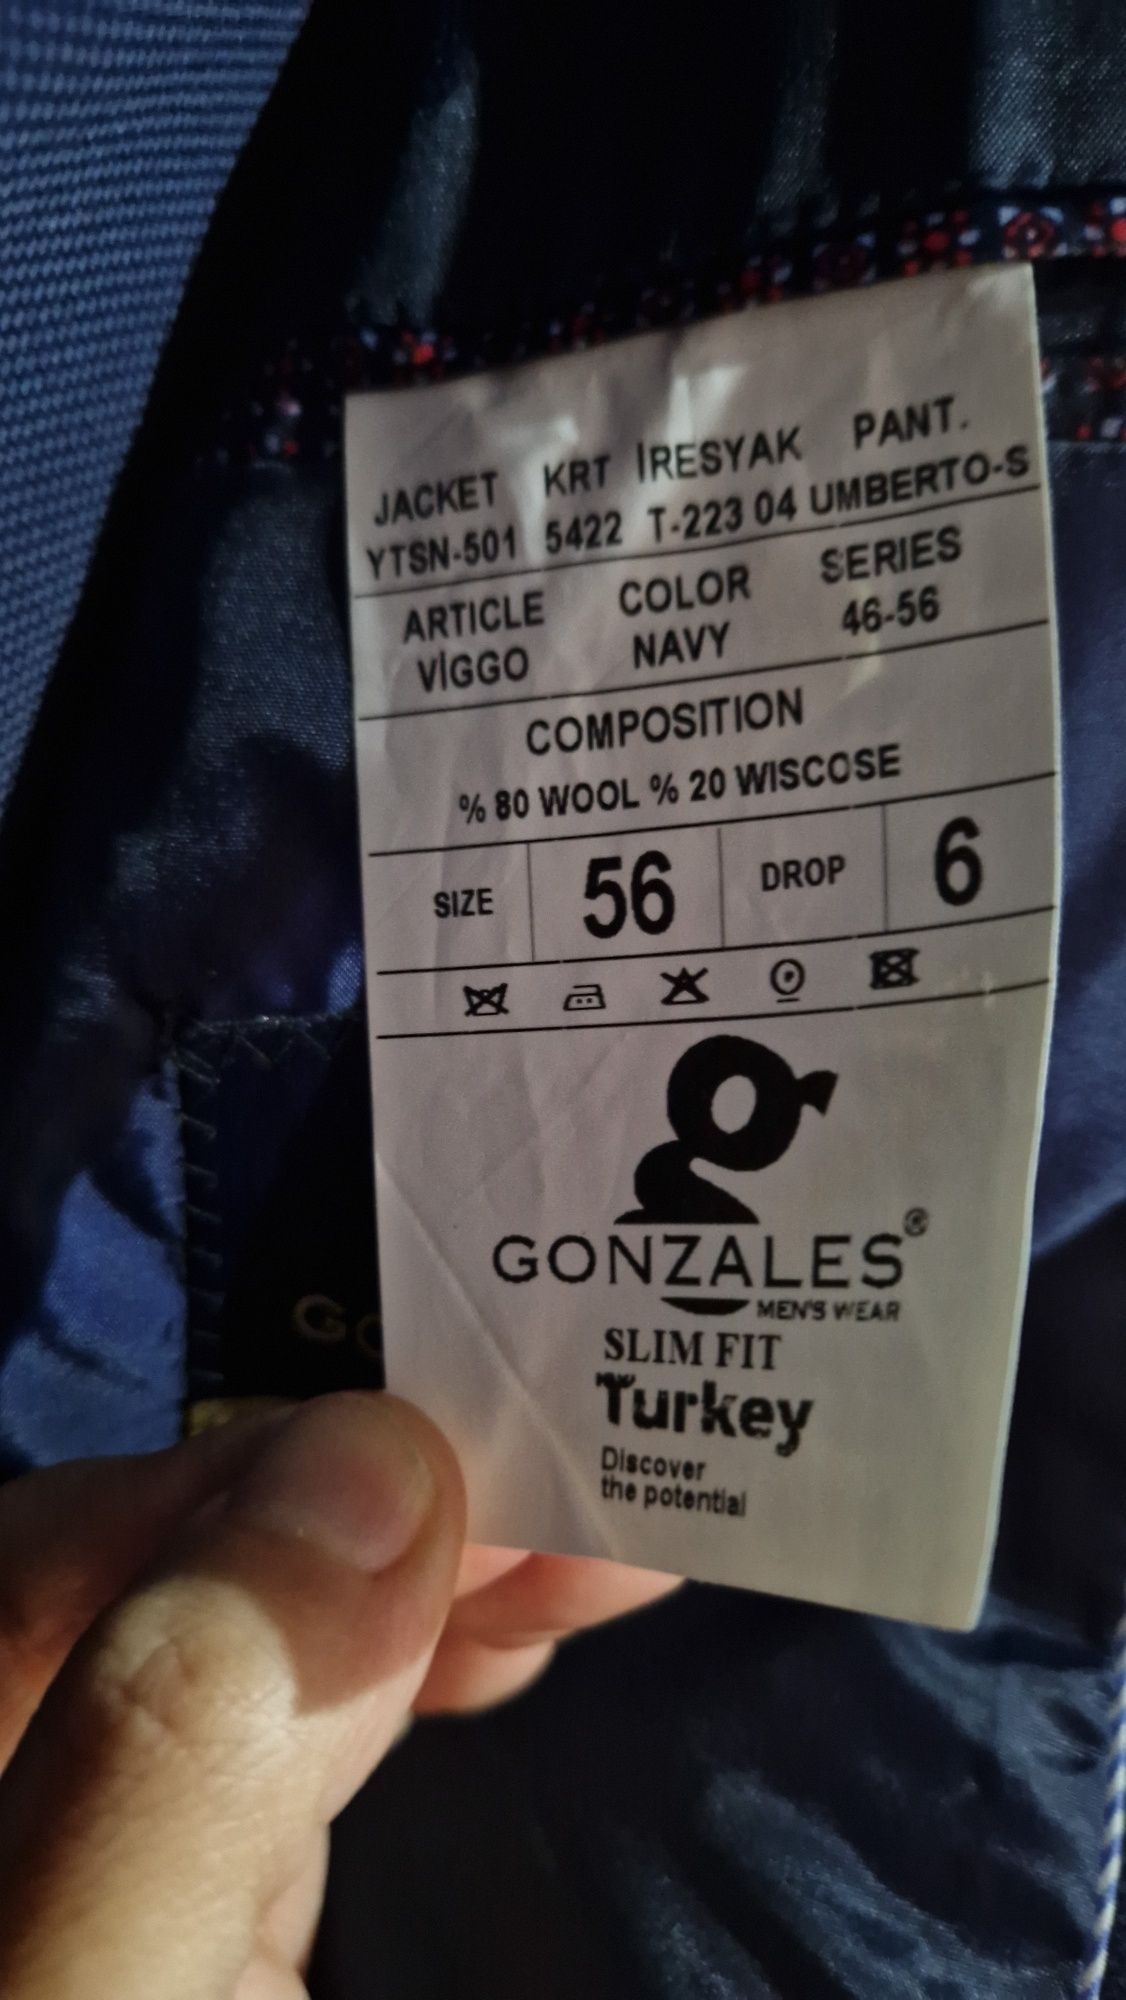 JACKET KRT İRESYAK PANT.
YTSN-501 5422 T-223 04 UMBERTO-S
ARTICLE COLOR SERIES
VİGGO NAVY 46-56
COMPOSITION
% 80 WOOL % 20 WISCOSE
SIZE 56 DROP 6
GONZALES®
MEN'S WEAR
SLIM FIT
Turkey
Discover
the potential
GO